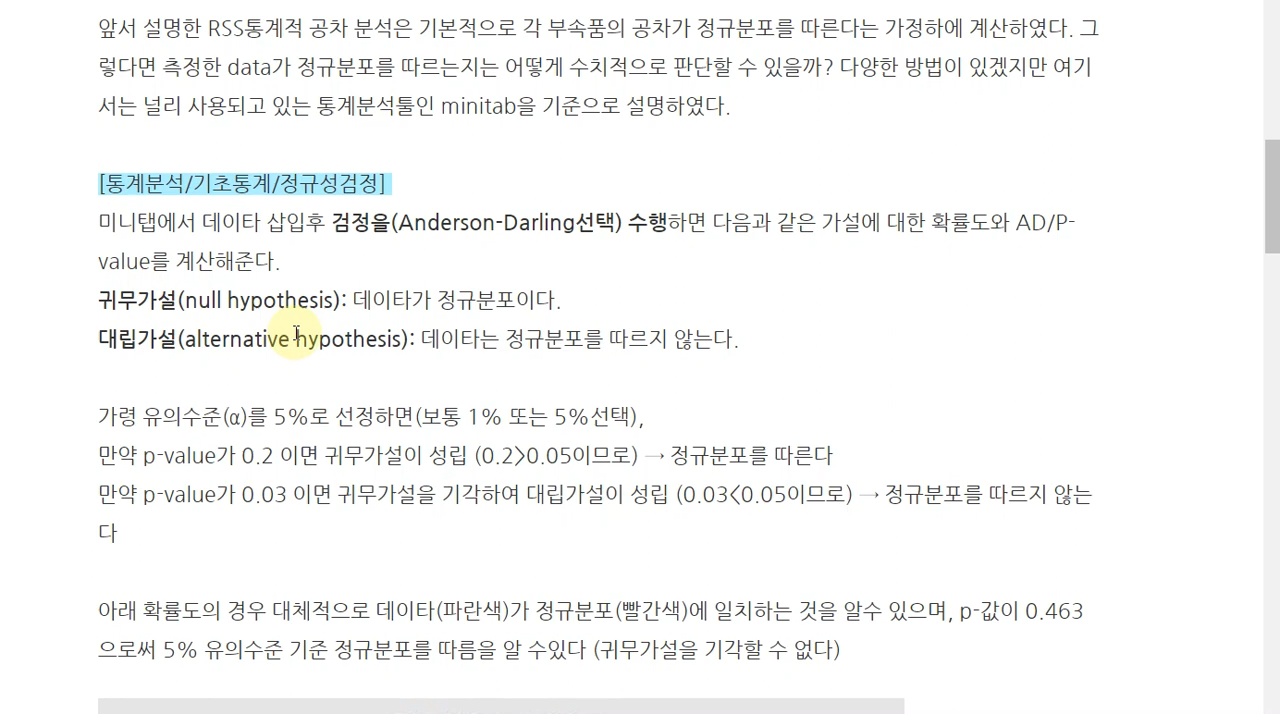 앞서 설명한 RSS통계적 공차 분석은 기본적으로 각 부속품의 공차가 정규분포를 따른다는 가정하에 계산하였다. 그
렇다면 측정한 data가 정규분포를 따르는지는 어떻게 수치적으로 판단할 수 있을까? 다양한 방법이 있겠지만 여기
서는 널리 사용되고 있는 통계분석툴인 minitab을 기준으로 설명하였다.
[통계분석/기초통계/정규성검정]
미니탭에서 데이타 삽입후 검정을(Anderson-Darling선택) 수행하면 다음과 같은 가설에 대한 확률도와 AD/P-
value를 계산해준다.
귀무가설(null hypothesis): 데이타가 정규분포이다.
대립가설(alternative hypothesis): 데이타는 정규분포를 따르지 않는다.
가령 유의수준(α)를 5%로 선정하면(보통 1% 또는 5%선택),
만약 p-value가 0.2 이면 귀무가설이 성립 (0.2>0.05이므로) → 정규분포를 따른다
만약 p-value가 0.03 이면 귀무가설을 기각하여 대립가설이 성립 (0.03<0.05이므로) → 정규분포를 따르지 않는
다
아래 확률도의 경우 대체적으로 데이타(파란색)가 정규분포(빨간색)에 일치하는 것을 알수 있으며, p-값이 0.463
으로써 5% 유의수준 기준 정규분포를 따름을 알 수있다 (귀무가설을 기각할 수 없다)